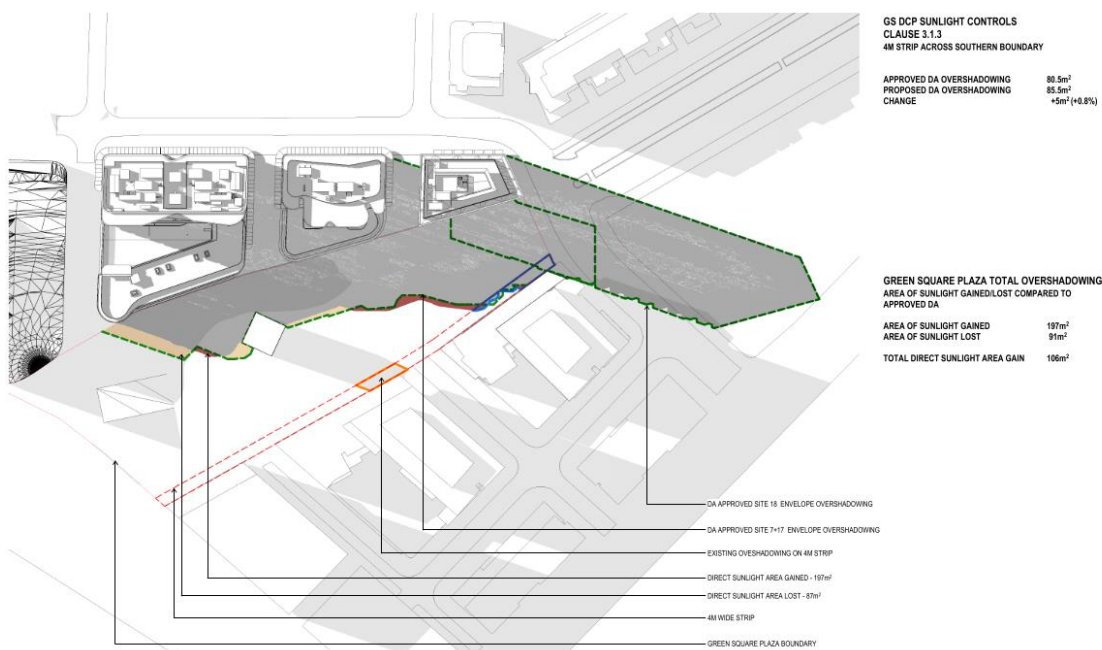 GS DCP SUNLIGHT CONTROLS
CLAUSE 3.1.3
4M STRIP ACROSS SOUTHERN BOUNDARY
APPROVED DA OVERSHADOWING 80.5m²
PROPOSED DA OVERSHADOWING 85.5m²
CHANGE +5m² (+0.8%)
GREEN SQUARE PLAZA TOTAL OVERSHADOWING
AREA OF SUNLIGHT GAINED/LOST COMPARED TO
APPROVED DA
AREA OF SUNLIGHT GAINED 197m²
AREA OF SUNLIGHT LOST 91m²
TOTAL DIRECT SUNLIGHT AREA GAIN 106m²
DA APPROVED SITE 18 ENVELOPE OVERSHADOWING
DA APPROVED SITE 7+17 ENVELOPE OVERSHADOWING
EXISTING OVESHADOWING ON 4M STRIP
DIRECT SUNLIGHT AREA GAINED - 197m²
DIRECT SUNLIGHT AREA LOST - 87m²
4M WIDE STRIP
GREEN SQUARE PLAZA BOUNDARY